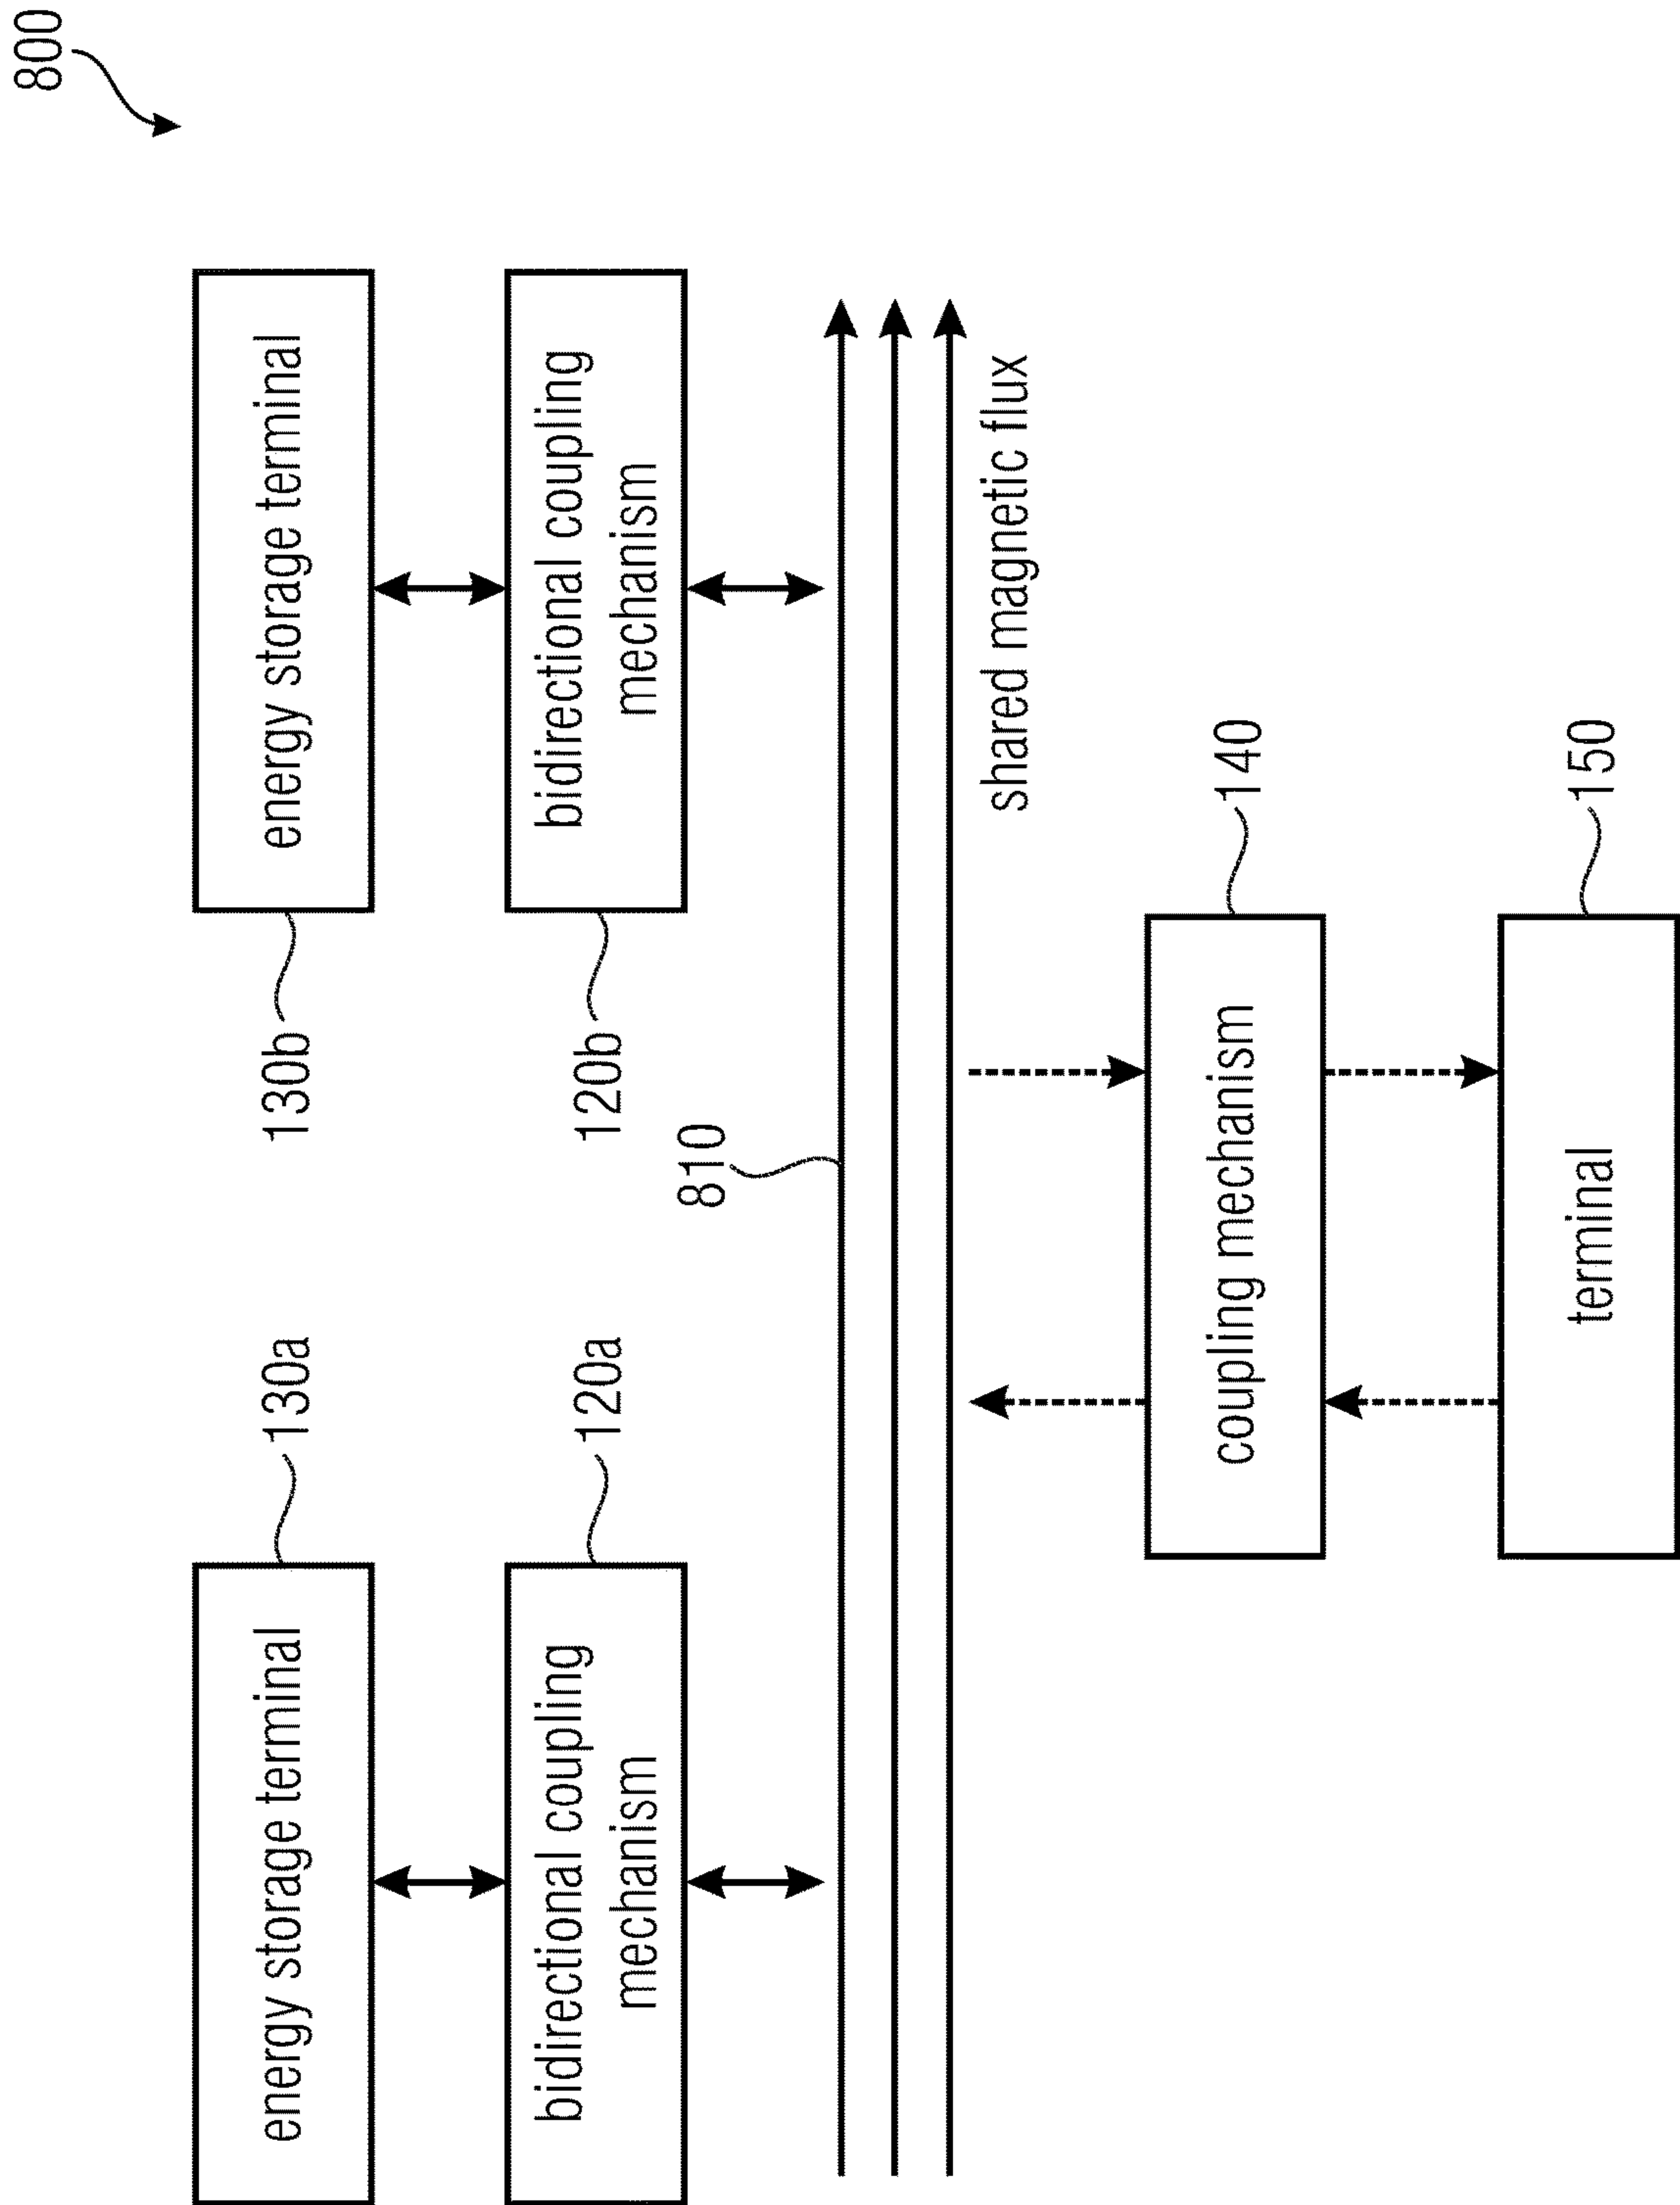 800
energy storage terminal
130a
130b
energy storage terminal
bidirectional coupling
mechanism
120a
120b
bidirectional coupling
mechanism
810
shared magnetic flux
coupling mechanism
140
terminal
150